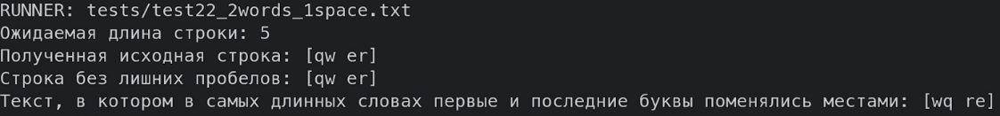 RUNNER: tests/test22_2words_1space.txt
Ожидаемая длина строки: 5
Полученная исходная строка: [qw er]
Строка без лишних пробелов: [qw er]
Текст, в котором в самых длинных словах первые и последние буквы поменялись местами: [wq re]